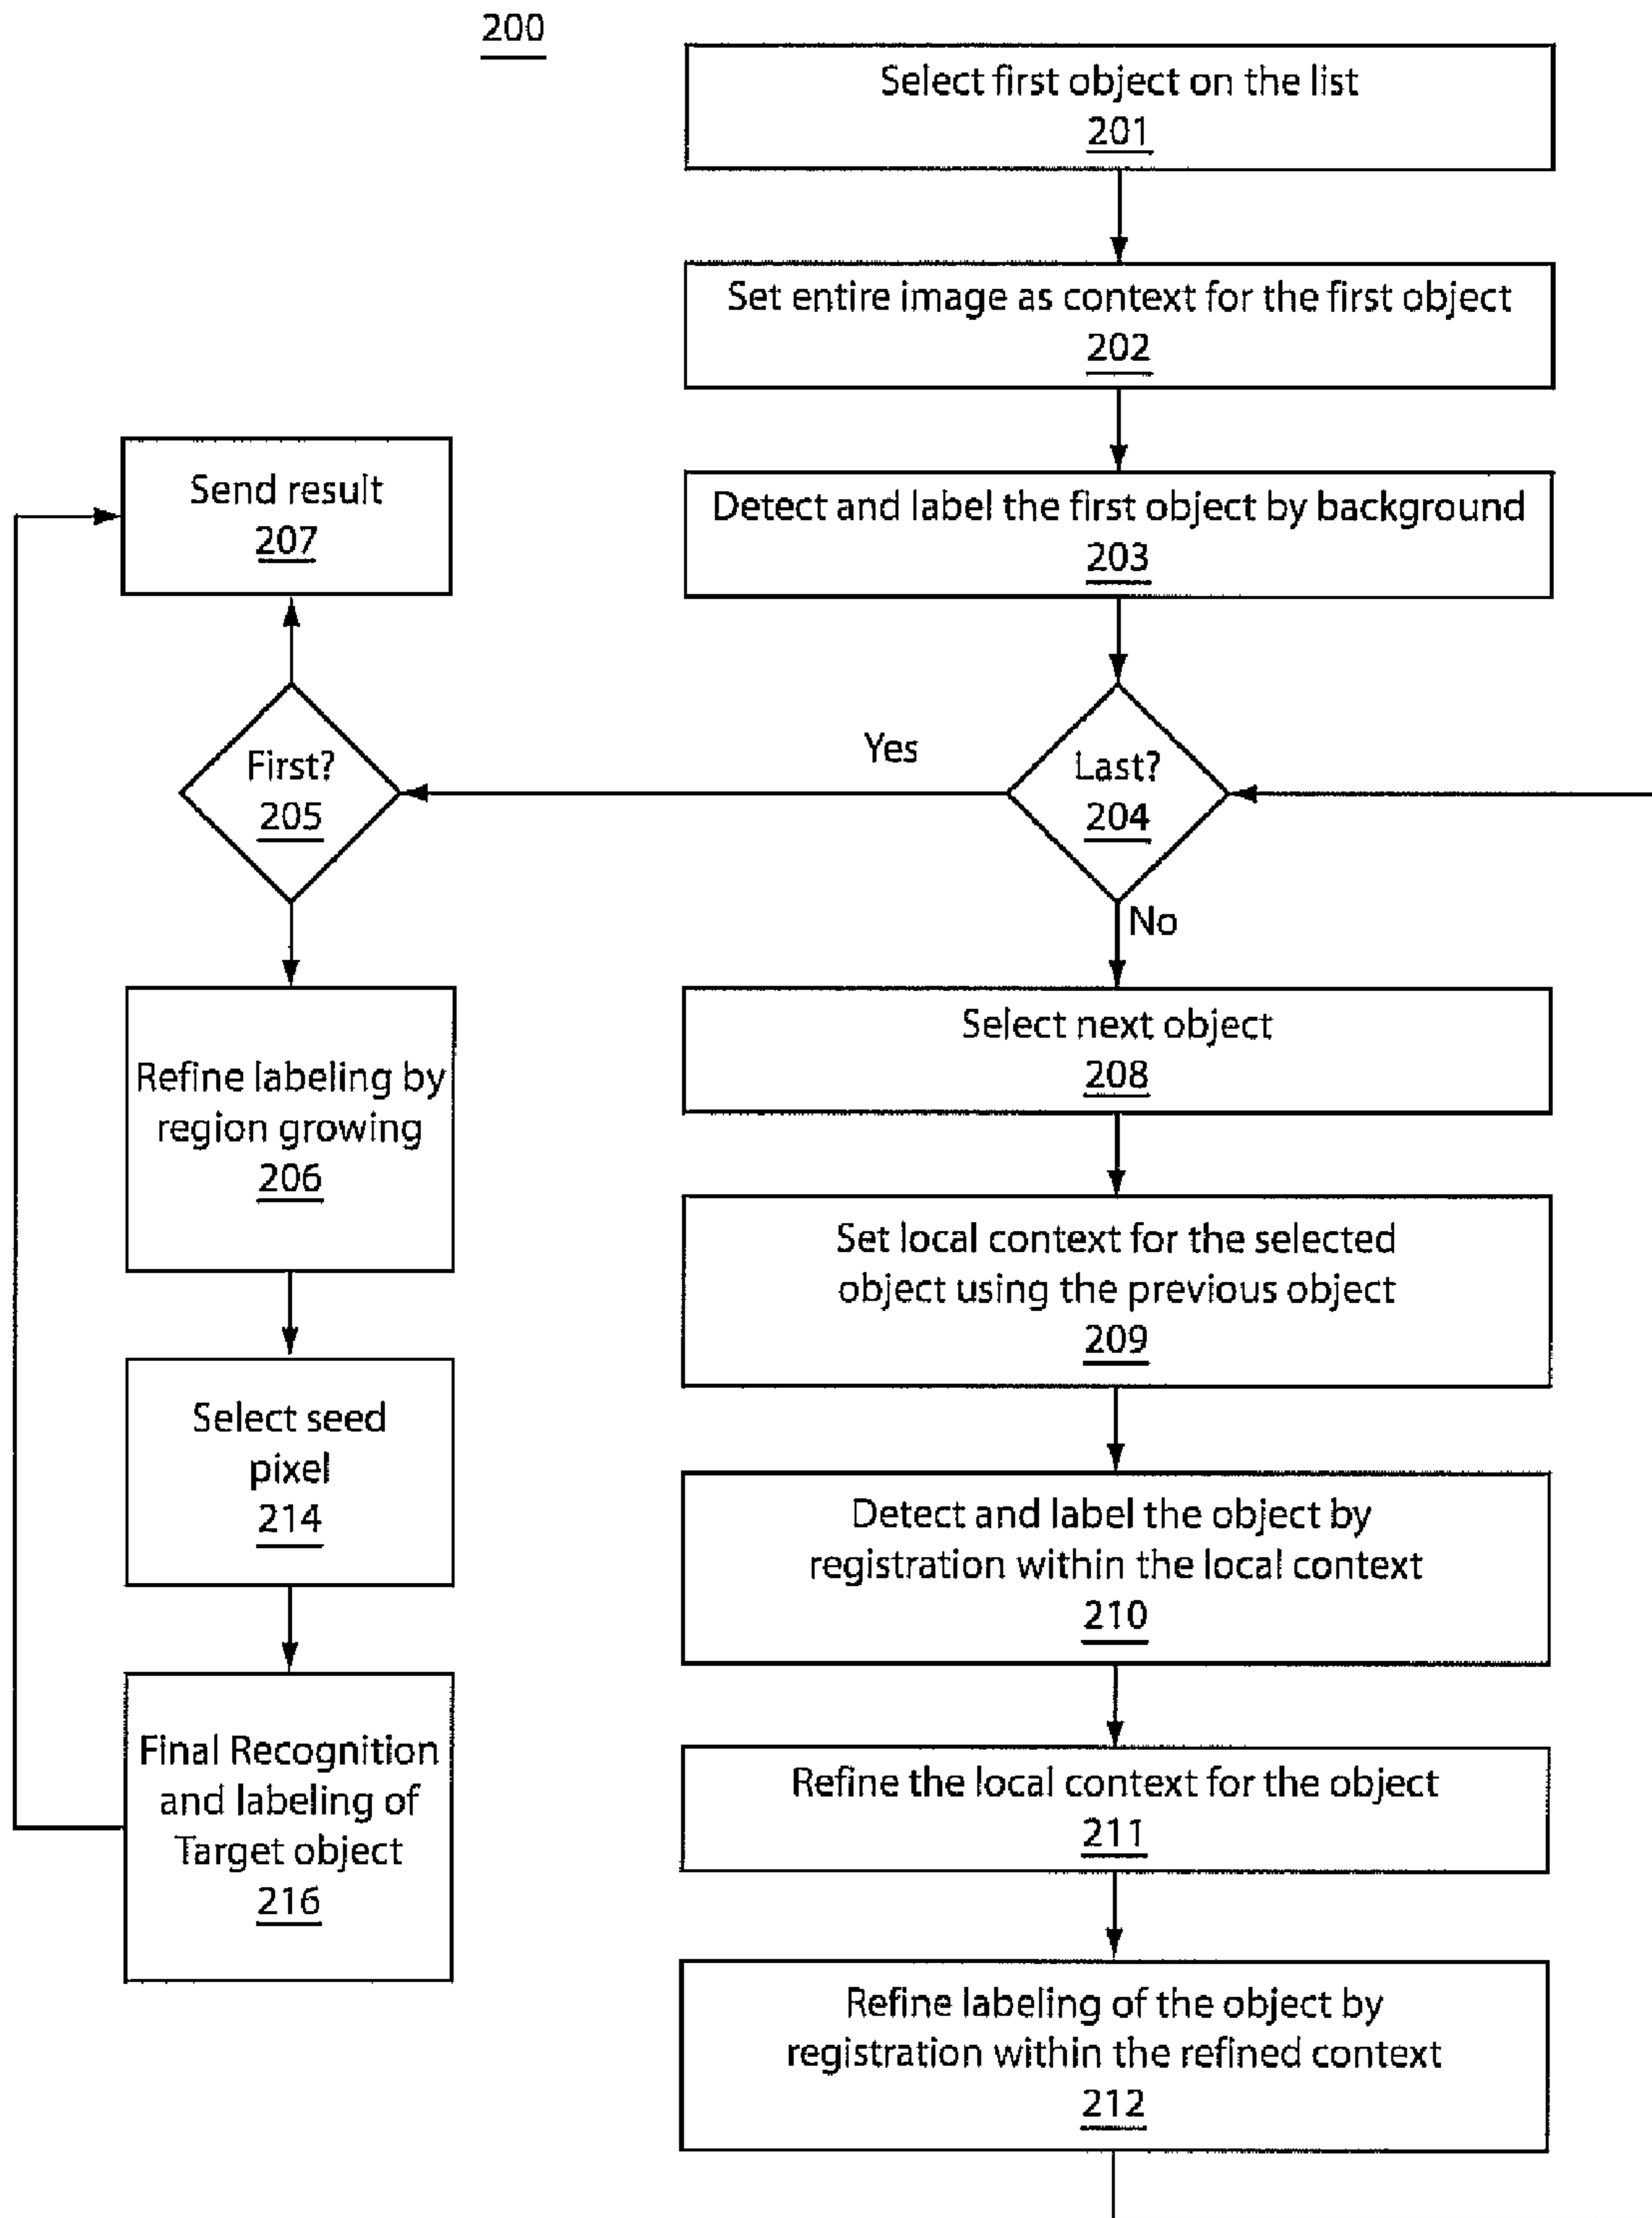 200
Select first object on the list
201
Set entire image as context for the first object
202
Detect and label the first object by background
203
Send result
207
First?
205
Yes
Last?
204
No
Refine labeling by
region growing
206
Select seed
pixel
214
Final Recognition
and labeling of
Target object
216
Select next object
208
Set local context for the selected
object using the previous object
209
Detect and label the object by
registration within the local context
210
Refine the local context for the object
211
Refine labeling of the object by
registration within the refined context
212